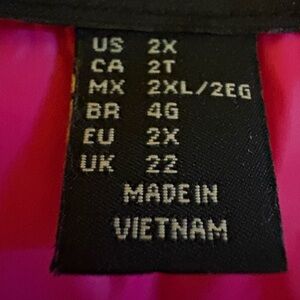 US 2X
CA 2T
MX 2XL/2EG
BR 4G
EU 2X
UK 22
MADE IN
VIETNAM